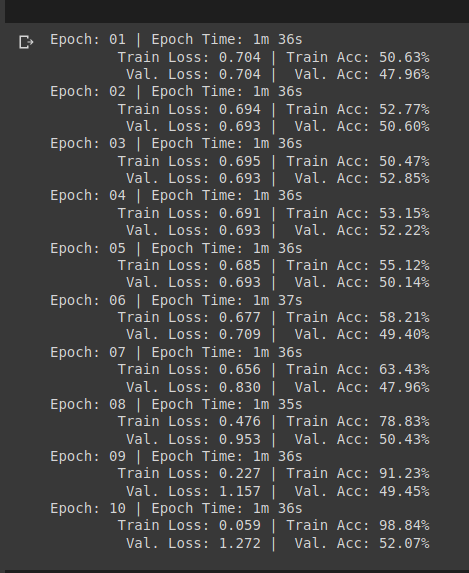 Epoch: 01 | Epoch Time: 1m 36s
Train Loss: 0.704 | Train Acc: 50.63%
Val. Loss: 0.704 | Val. Acc: 47.96%
Epoch: 02 | Epoch Time: 1m 36s
Train Loss: 0.694 | Train Acc: 52.77%
Val. Loss: 0.693 | Val. Acc: 50.60%
Epoch: 03 | Epoch Time: 1m 36s
Train Loss: 0.695 | Train Acc: 50.47%
Val. Loss: 0.693 | Val. Acc: 52.85%
Epoch: 04 | Epoch Time: 1m 36s
Train Loss: 0.691 | Train Acc: 53.15%
Val. Loss: 0.693 | Val. Acc: 52.22%
Epoch: 05 | Epoch Time: 1m 36s
Train Loss: 0.685 | Train Acc: 55.12%
Val. Loss: 0.693 | Val. Acc: 50.14%
Epoch: 06 | Epoch Time: 1m 37s
Train Loss: 0.677 | Train Acc: 58.21%
Val. Loss: 0.709 | Val. Acc: 49.40%
Epoch: 07 | Epoch Time: 1m 36s
Train Loss: 0.656 | Train Acc: 63.43%
Val. Loss: 0.830 | Val. Acc: 47.96%
Epoch: 08 | Epoch Time: 1m 35s
Train Loss: 0.476 | Train Acc: 78.83%
Val. Loss: 0.953 | Val. Acc: 50.43%
Epoch: 09 | Epoch Time: 1m 36s
Train Loss: 0.227 | Train Acc: 91.23%
Val. Loss: 1.157 | Val. Acc: 49.45%
Epoch: 10 | Epoch Time: 1m 36s
Train Loss: 0.059 | Train Acc: 98.84%
Val. Loss: 1.272 | Val. Acc: 52.07%